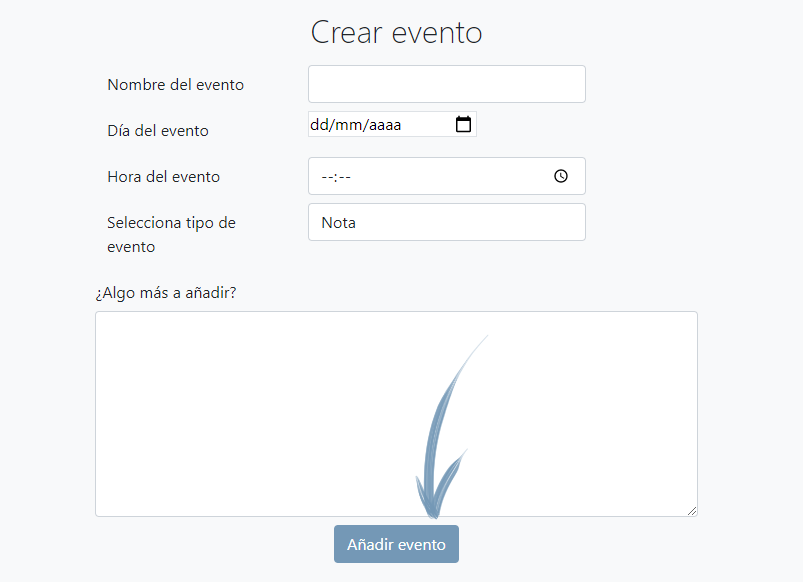 Crear evento
Nombre del evento
Día del evento
dd/mm/aaaa
Hora del evento
--:--
Selecciona tipo de
evento
Nota
¿Algo más a añadir?
Añadir evento